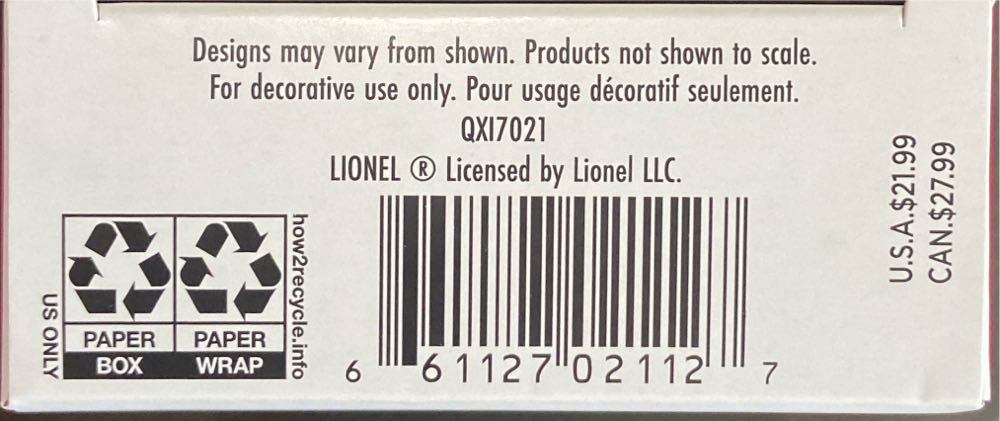 Designs may vary from shown. Products not shown to scale.
For decorative use only. Pour usage décoratif seulement.
QXI7021
LIONEL ® Licensed by Lionel LLC.
U.S.A.$21.99
CAN.$27.99
US ONLY
PAPER
BOX
PAPER
WRAP
how2recycle.info
6 61127 02112 7